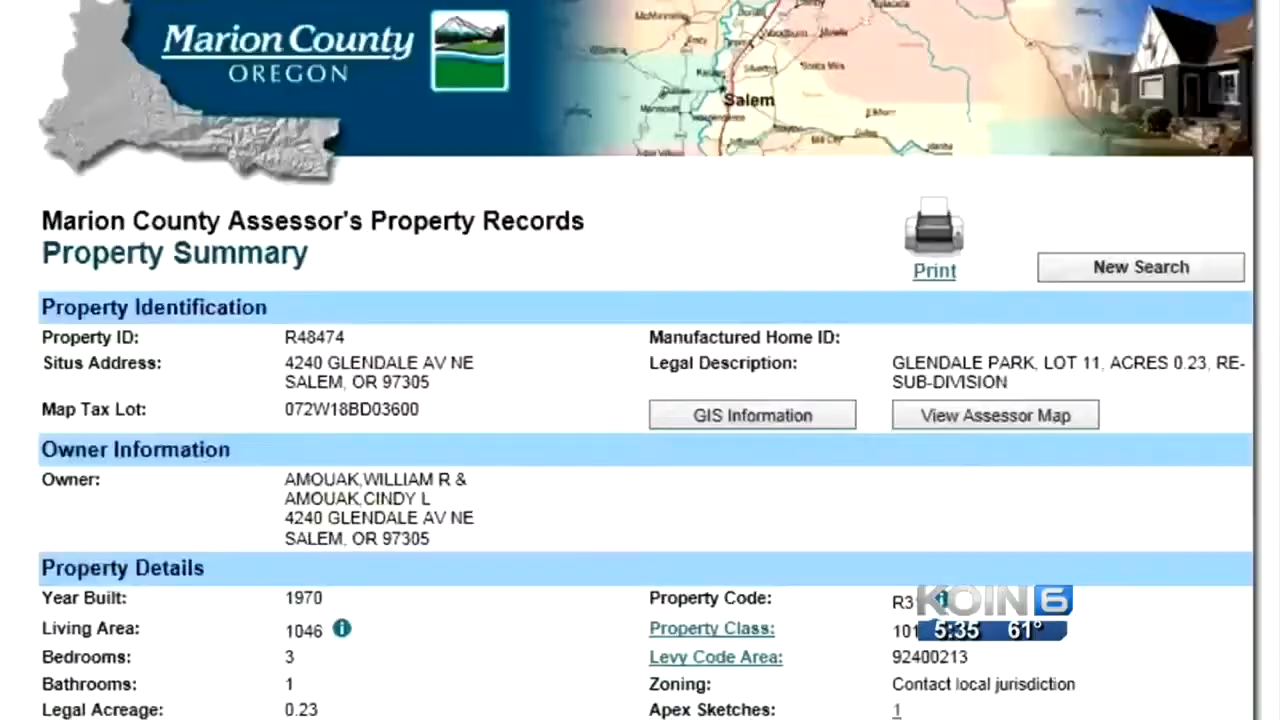 Marion County
OREGON
Salem
Marion County Assessor's Property Records
Property Summary
Print
New Search
Property Identification
Property ID: R48474 Manufactured Home ID:
Situs Address: 4240 GLENDALE AV NE Legal Description: GLENDALE PARK, LOT 11, ACRES 0.23, RE-
SALEM, OR 97305 SUB-DIVISION
Map Tax Lot: 072W18BD03600 GIS Information View Assessor Map
Owner Information
Owner: AMOUAK,WILLIAM R &
AMOUAK,CINDY L
4240 GLENDALE AV NE
SALEM, OR 97305
Property Details
Year Built: 1970 Property Code:
KOIN 6
Living Area: 1046 Property Class:
5:35 61°
Bedrooms: 3 Levy Code Area: 92400213
Bathrooms: 1 Zoning: Contact local jurisdiction
Legal Acreage: 0.23 Apex Sketches: 1